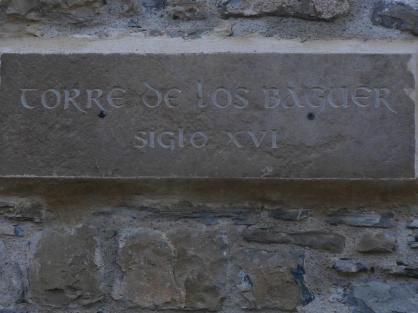 TORRE DE LOS BAGUER
SIGLO XVI